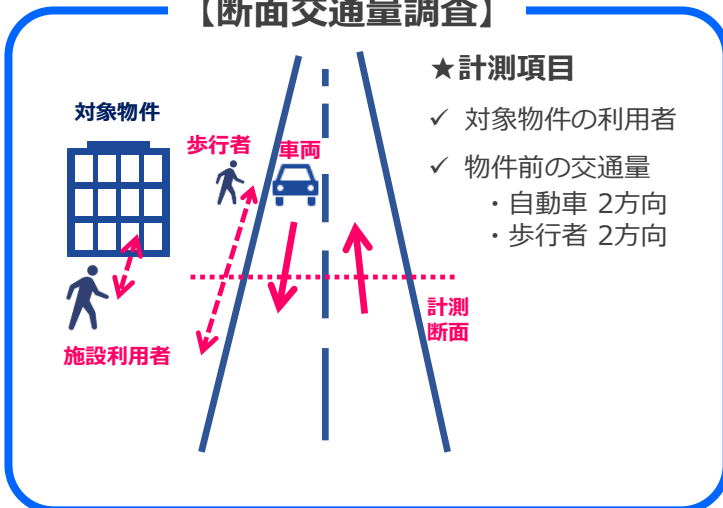 【断面交通量調査】
★計測項目
✓ 対象物件の利用者
✓ 物件前の交通量
・自動車 2方向
・歩行者 2方向
対象物件
歩行者
車両
施設利用者
計測
断面